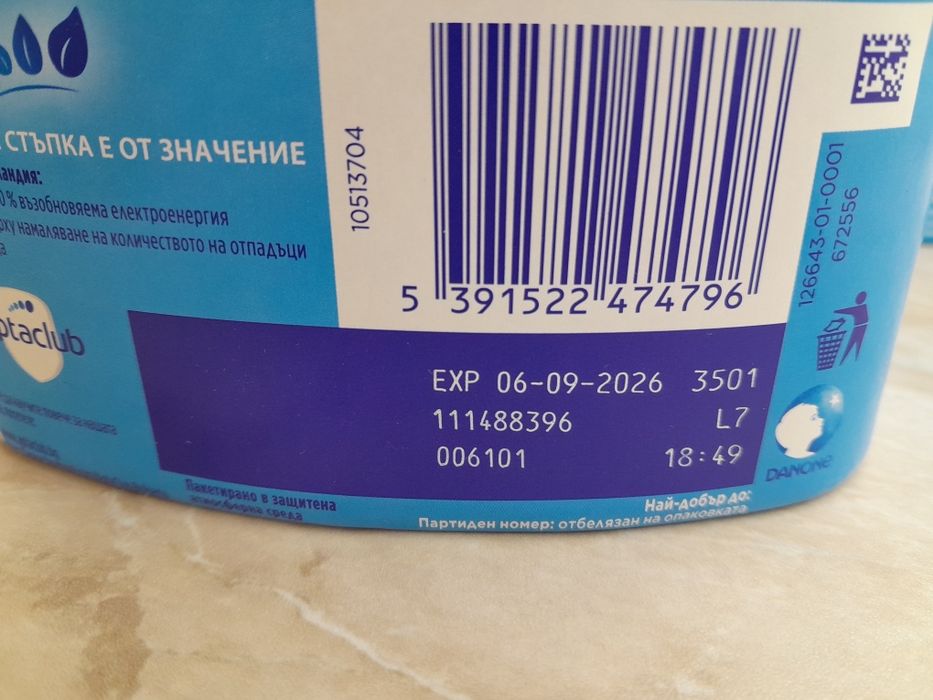 СТЪПКА Е ОТ ЗНАЧЕНИЕ
% възобновяема електроенергия
намаляване на количеството на отпадъци
ptaclub
Пакетирано в защитена
атмосферна среда
10513704
5 391522 474796
EXP 06-09-2026 3501
111488396 L7
006101 18:49
Най-добър до:
Партиден номер: отбелязан на опаковката
126643-01-0001
672556
DANONE